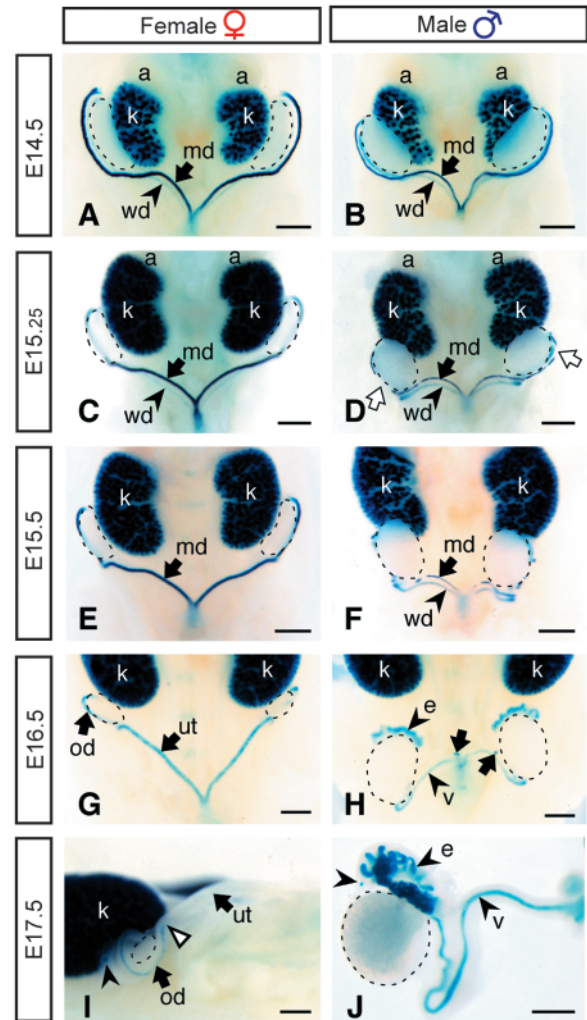 Female ♀ Male ♂
E14.5
a a a a
k k k k
md md
wd wd
A B
E15.25
a a a a
k k k k
md md
wd wd
C D
E15.5
k k k k
md md
wd
E F
E16.5
k k k k
e
od ut
v
G H
E17.5
k ut e
v
od
I J